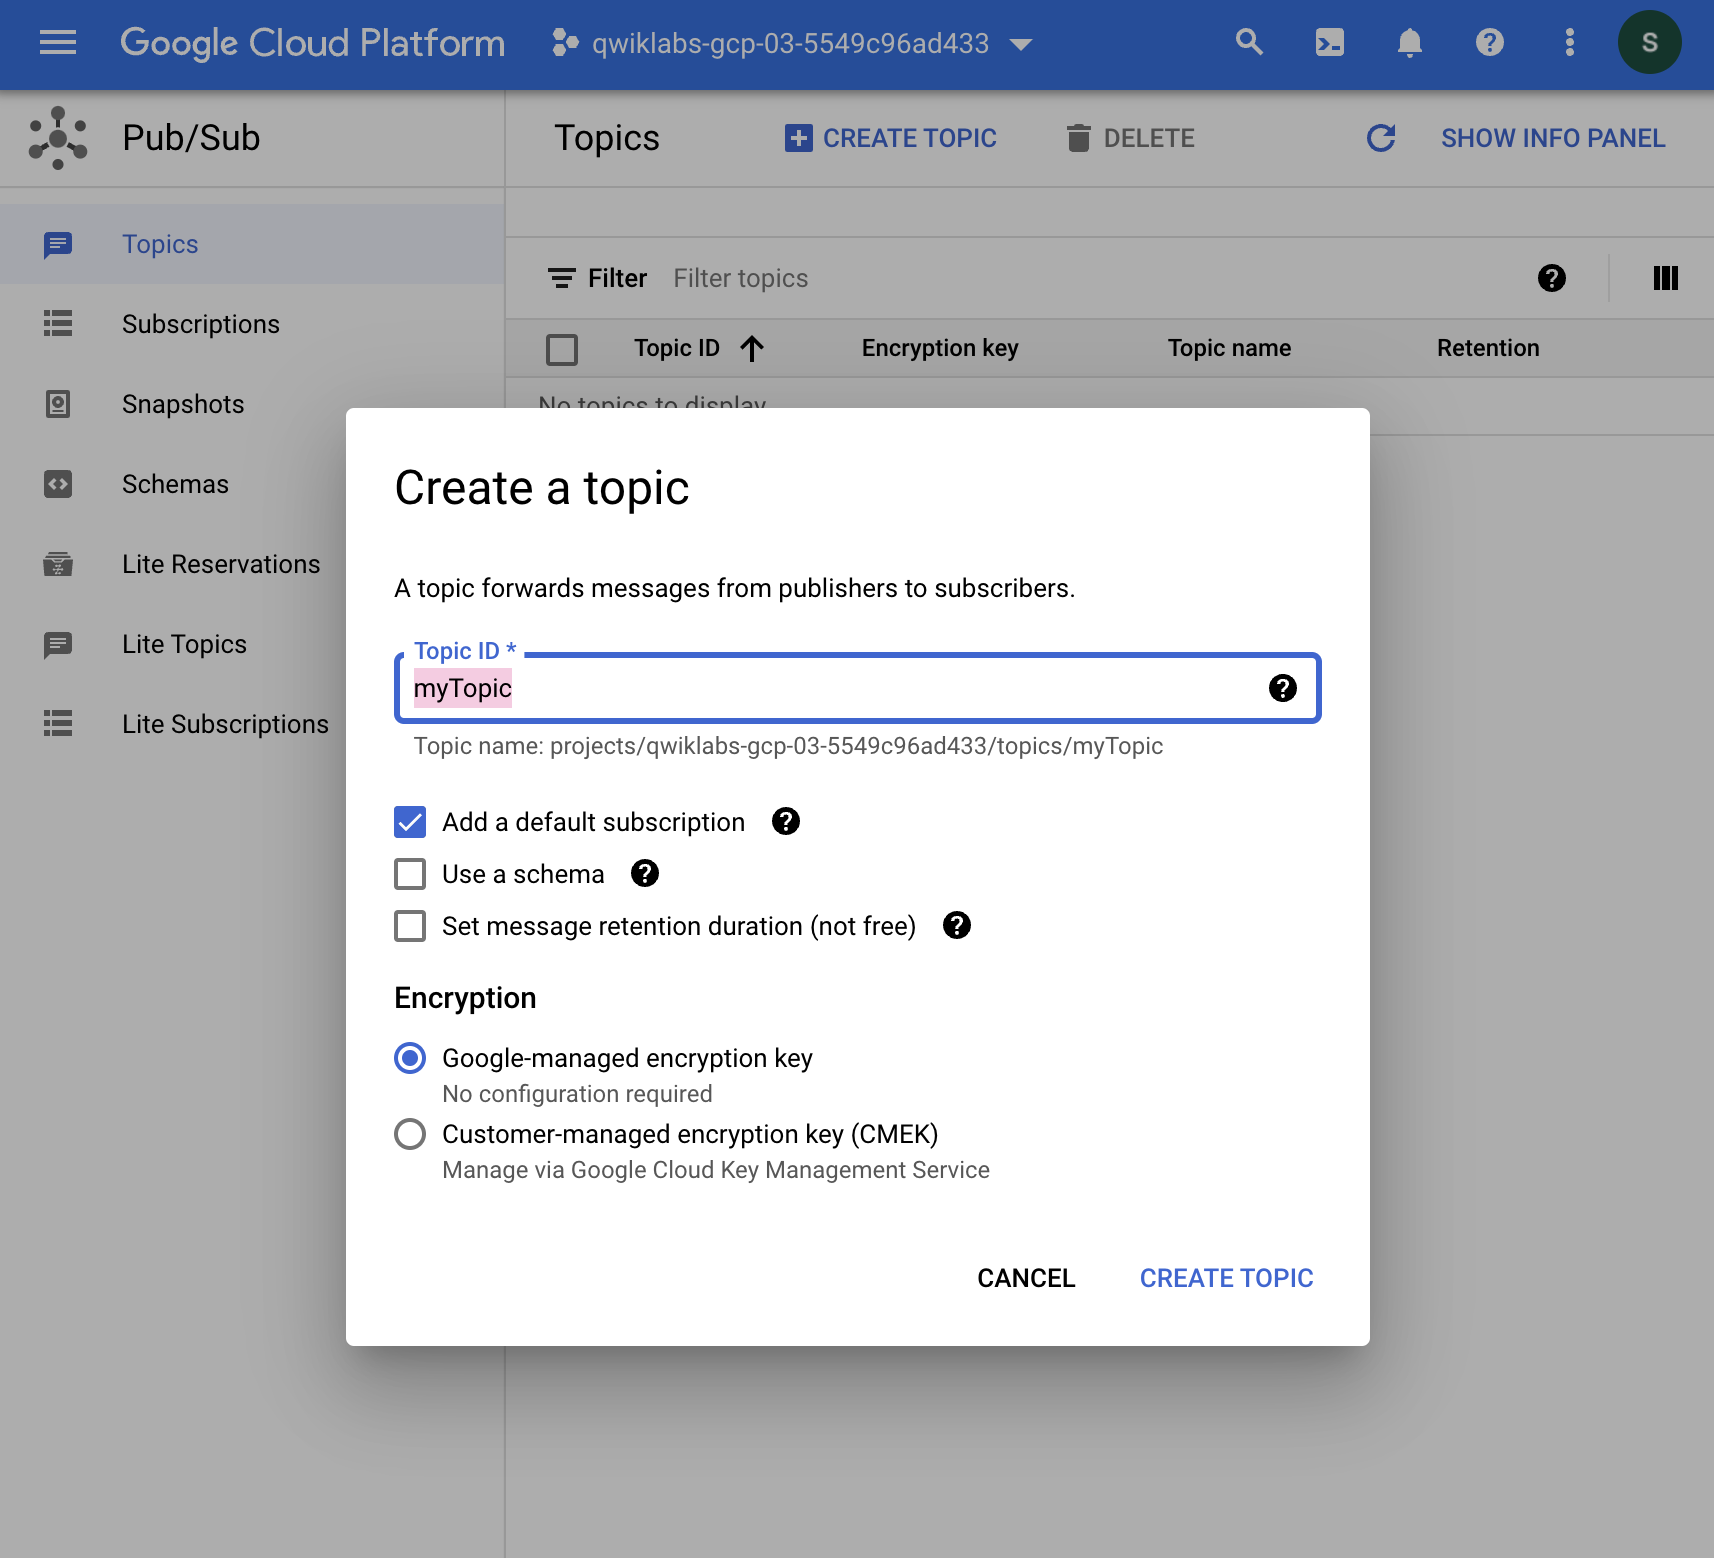 Google Cloud Platform qwiklabs-gcp-03-5549c96ad433 S
Pub/Sub
Topics CREATE TOPIC DELETE SHOW INFO PANEL
Topics
Subscriptions
Snapshots
Schemas
Lite Reservations
Lite Topics
Lite Subscriptions
Filter Filter topics
Topic ID Encryption key Topic name Retention
No topics to display
Create a topic
A topic forwards messages from publishers to subscribers.
Topic ID *
myTopic
Topic name: projects/qwiklabs-gcp-03-5549c96ad433/topics/myTopic
Add a default subscription
Use a schema
Set message retention duration (not free)
Encryption
Google-managed encryption key
No configuration required
Customer-managed encryption key (CMEK)
Manage via Google Cloud Key Management Service
CANCEL CREATE TOPIC